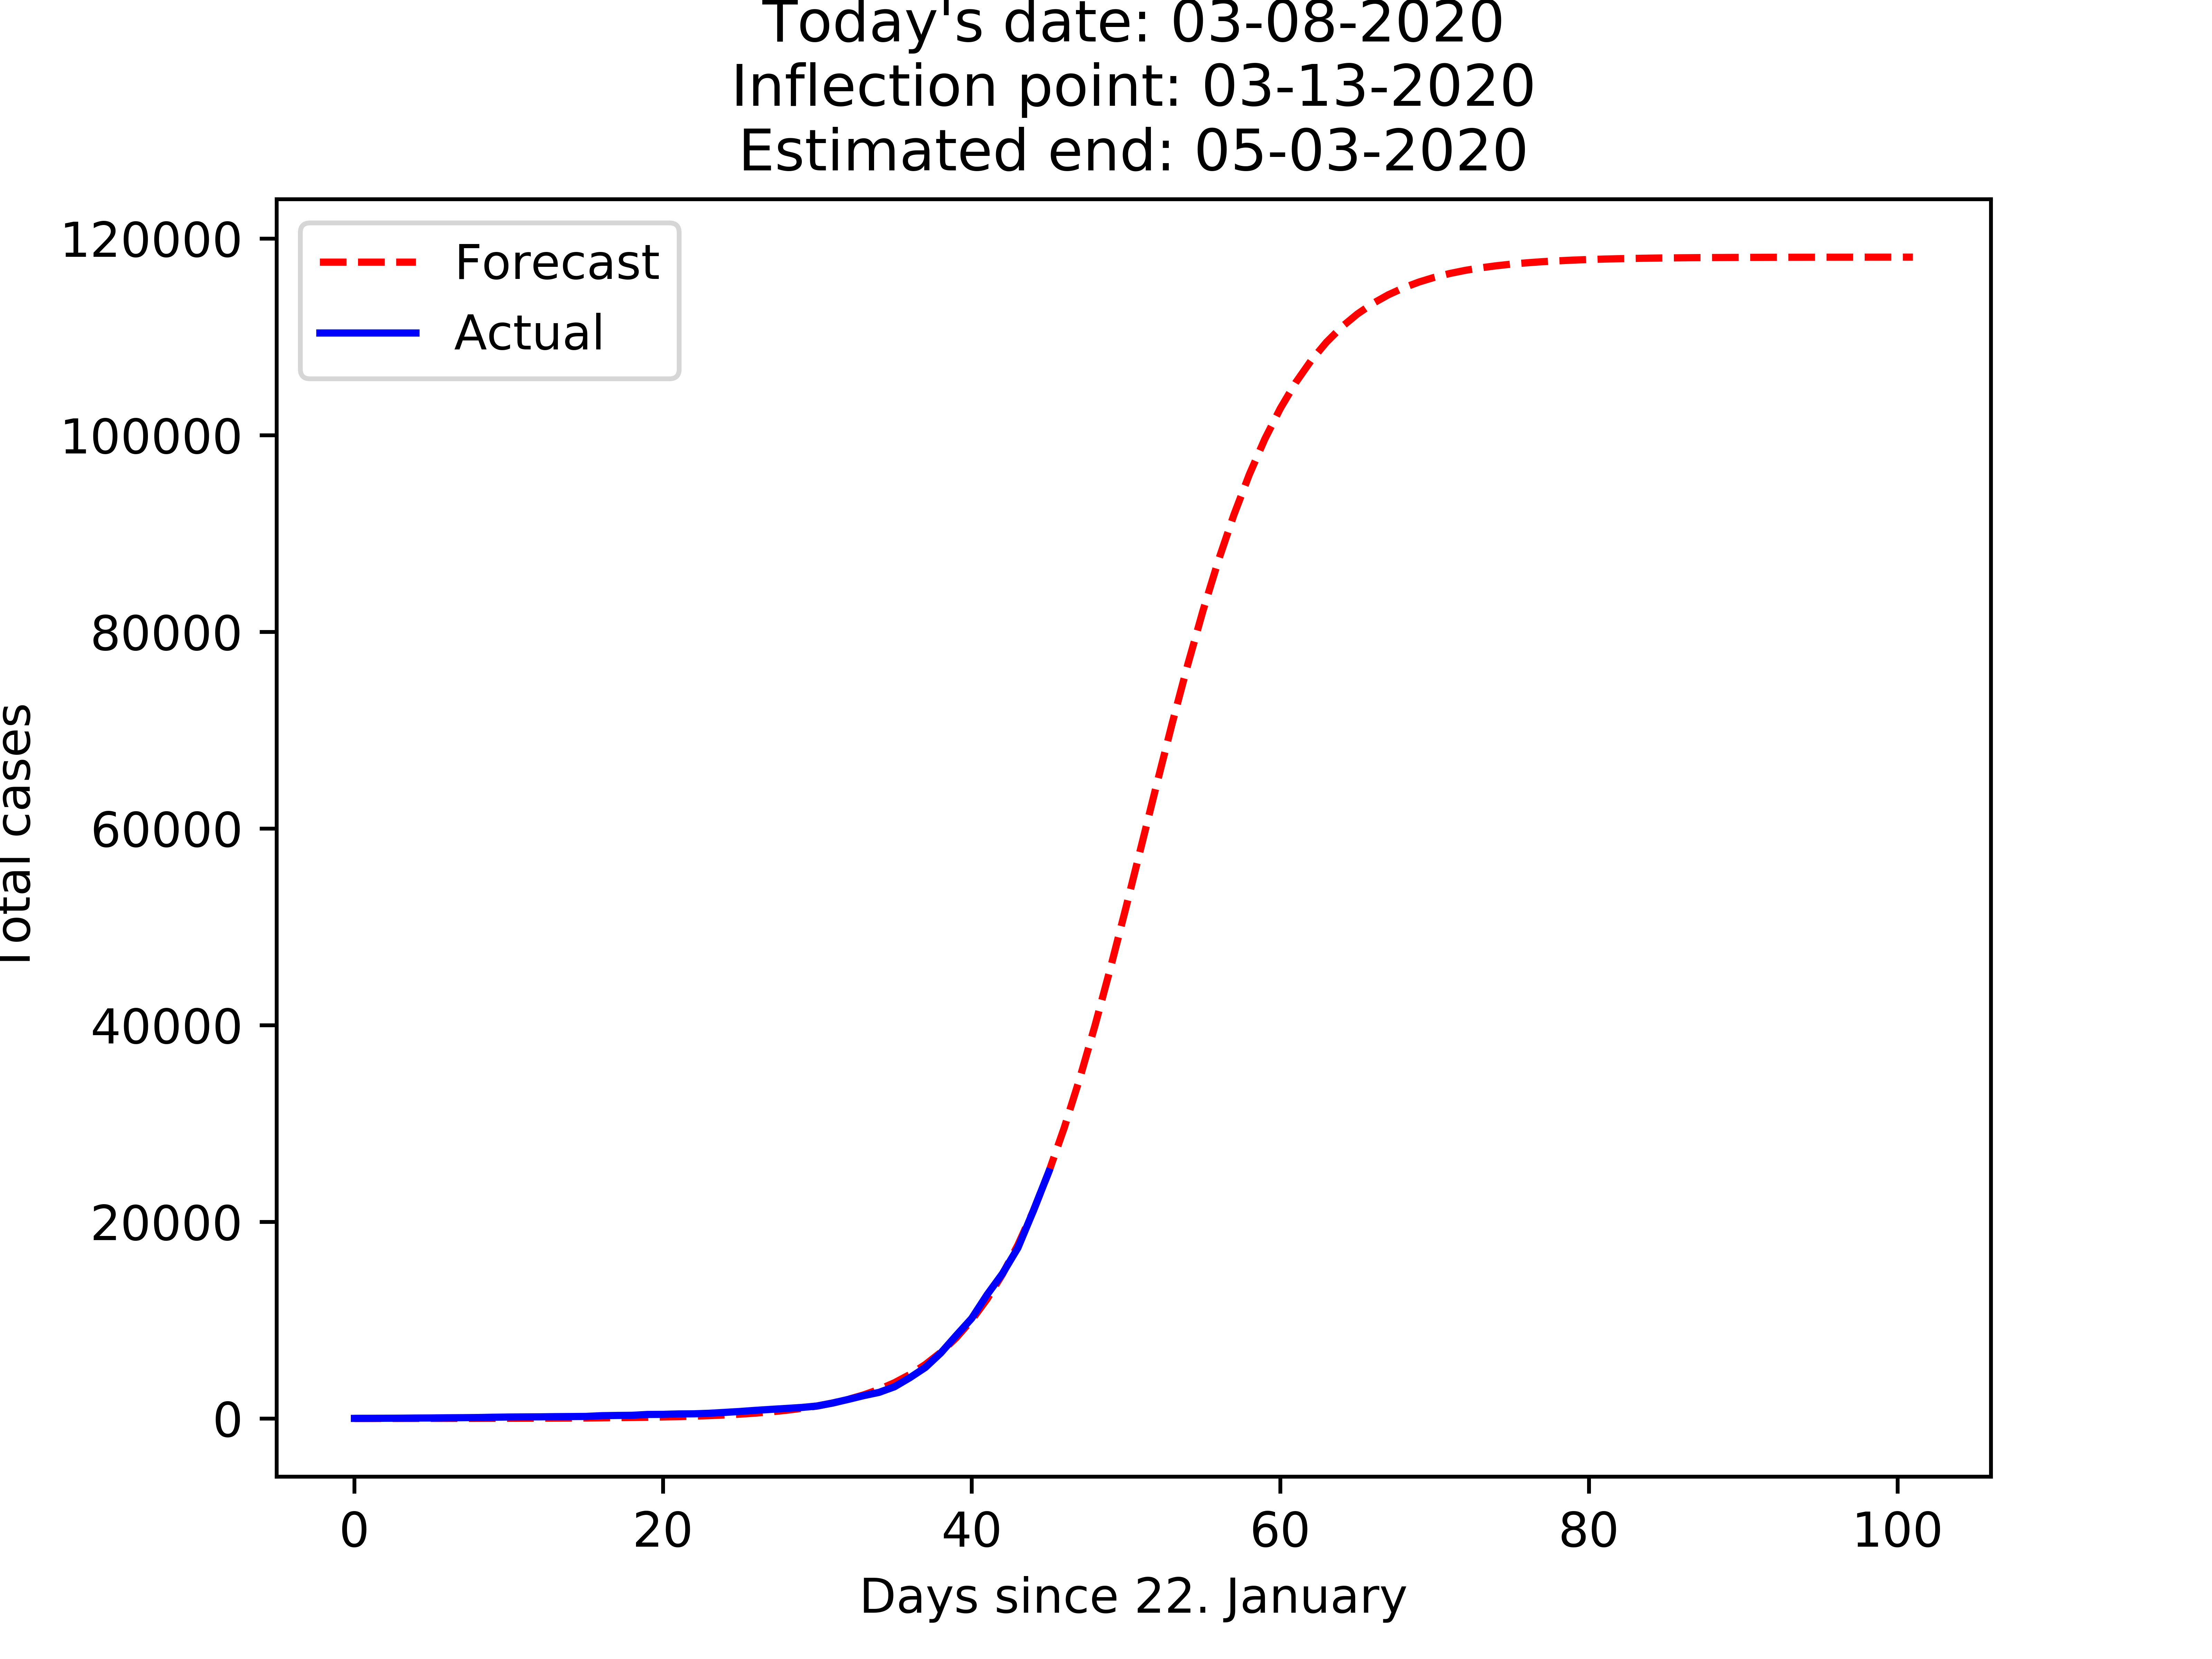 Today's date: 03-08-2020
Inflection point: 03-13-2020
Estimated end: 05-03-2020
120000
100000
80000
60000
40000
20000
0
Forecast
Actual
Total cases
0 20 40 60 80 100
Days since 22. January